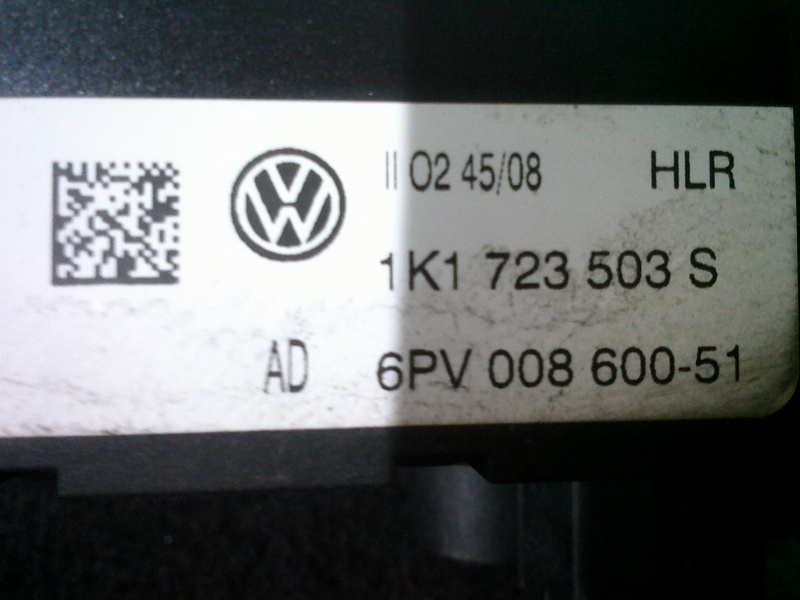 II O2 45/08 HLR
1K1 723 503 S
AD 6PV 008 600-51